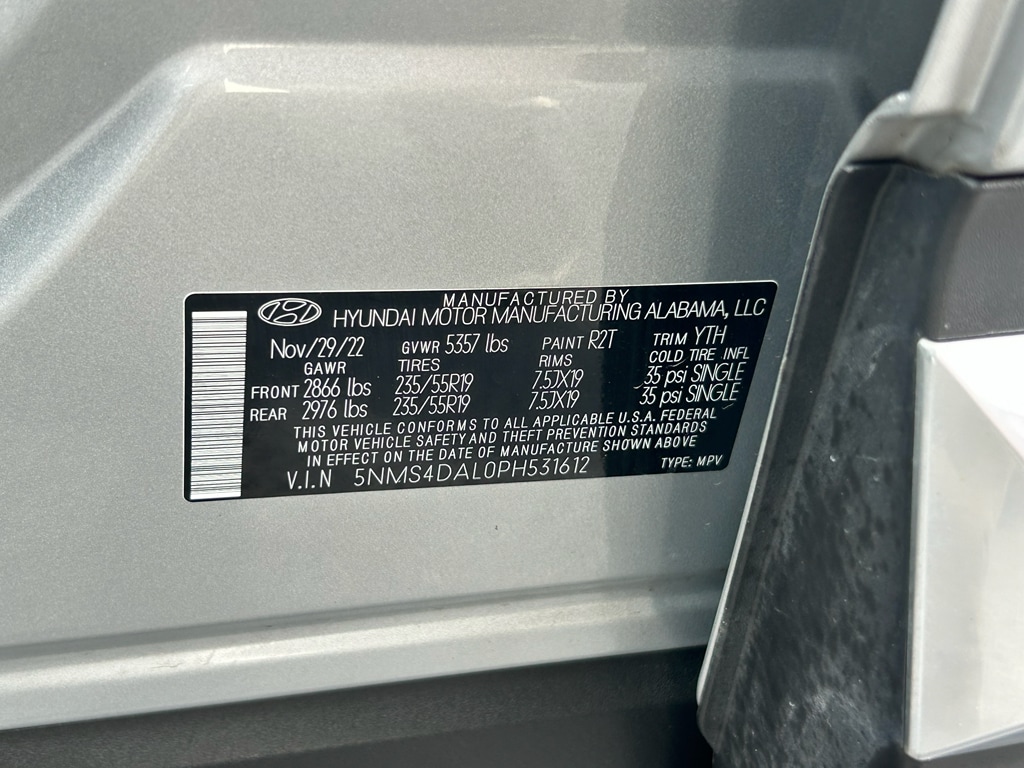 MANUFACTURED BY
HYUNDAI MOTOR MANUFACTURING ALABAMA, LLC
Nov/29/22 GVWR 5357 lbs PAINT R2T TRIM YTH
GAWR TIRES RIMS COLD TIRE INFL
FRONT 2866 lbs 235/55R19 7.5JX19 35 psi SINGLE
REAR 2976 lbs 235/55R19 7.5JX19 35 psi SINGLE
THIS VEHICLE CONFORMS TO ALL APPLICABLE U.S.A. FEDERAL
MOTOR VEHICLE SAFETY AND THEFT PREVENTION STANDARDS
IN EFFECT ON THE DATE OF MANUFACTURE SHOWN ABOVE
V.I.N 5NMS4DAL0PH531612 TYPE: MPV